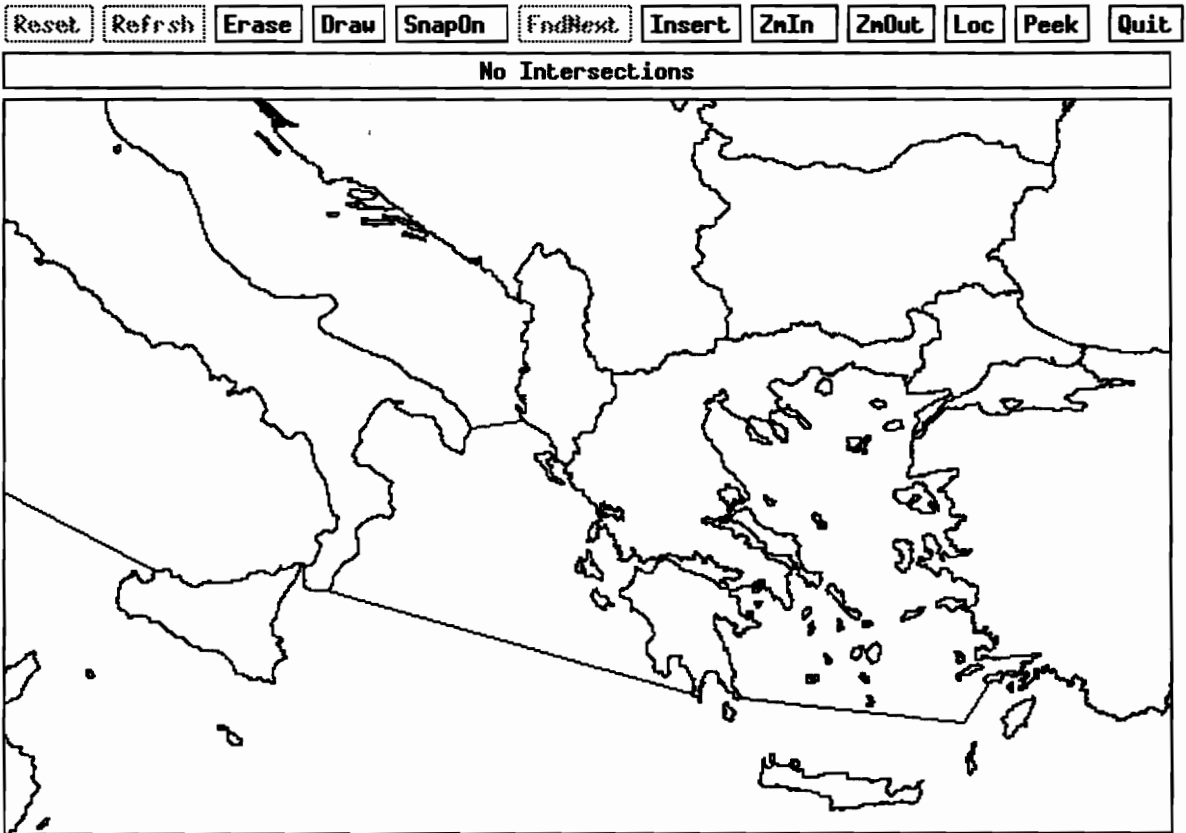 Reset Refrsh Erase Draw SnapOn FndNext Insert ZmIn ZmOut Loc Peek Quit
No Intersections